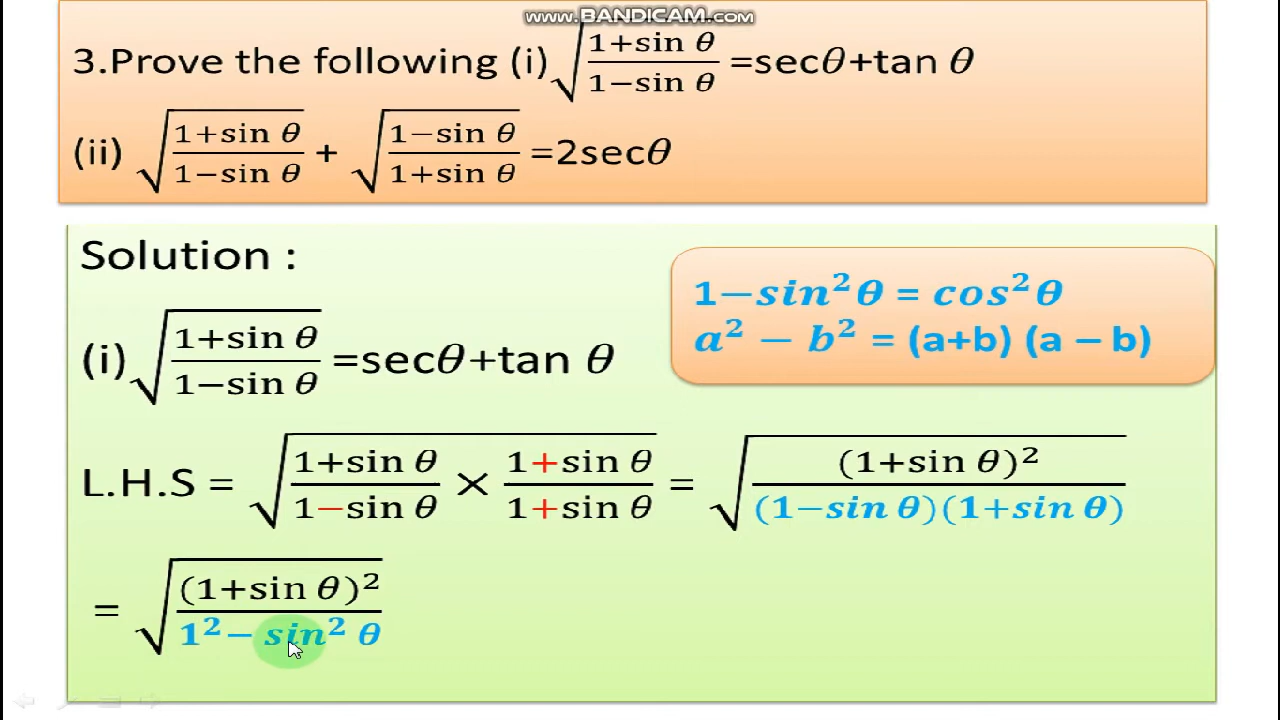 www.BANDICAM.com
3.Prove the following (i)√((1+sin θ)/(1−sin θ)) =secθ+tan θ
(ii) √((1+sin θ)/(1−sin θ)) + √((1−sin θ)/(1+sin θ)) =2secθ
Solution :
1−sin²θ = cos²θ
a² − b² = (a+b) (a − b)
(i)√((1+sin θ)/(1−sin θ)) =secθ+tan θ
L.H.S = √((1+sin θ)/(1−sin θ) × (1+sin θ)/(1+sin θ)) = √((1+sin θ)²/((1−sin θ)(1+sin θ)))
= √((1+sin θ)²/(1²− sin² θ))